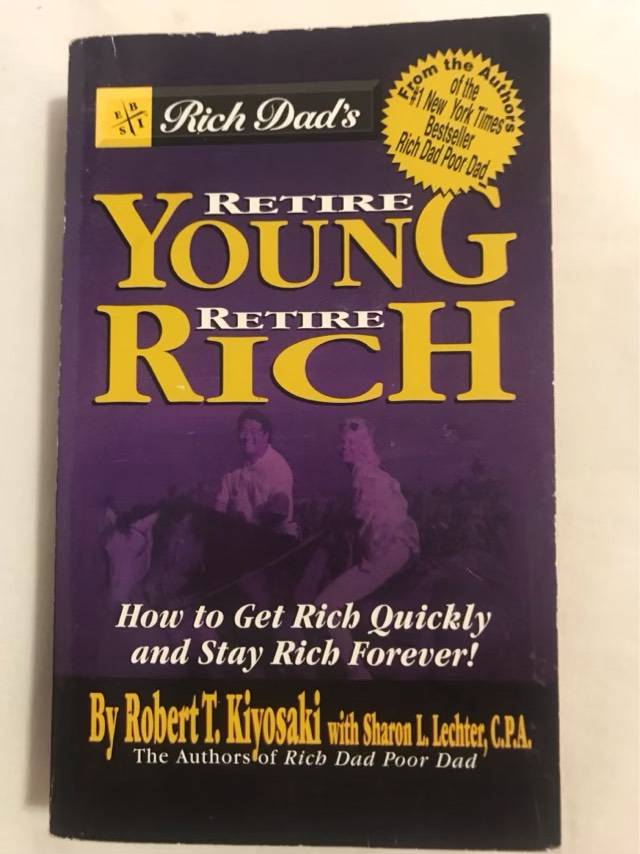 E B
S I
Rich Dad's
From the Authors
of the
#1 New York Times
Bestseller
Rich Dad Poor Dad
RETIRE
YOUNG
RETIRE
RICH
How to Get Rich Quickly
and Stay Rich Forever!
By Robert T. Kiyosaki with Sharon L. Lechter, C.P.A.
The Authors of Rich Dad Poor Dad